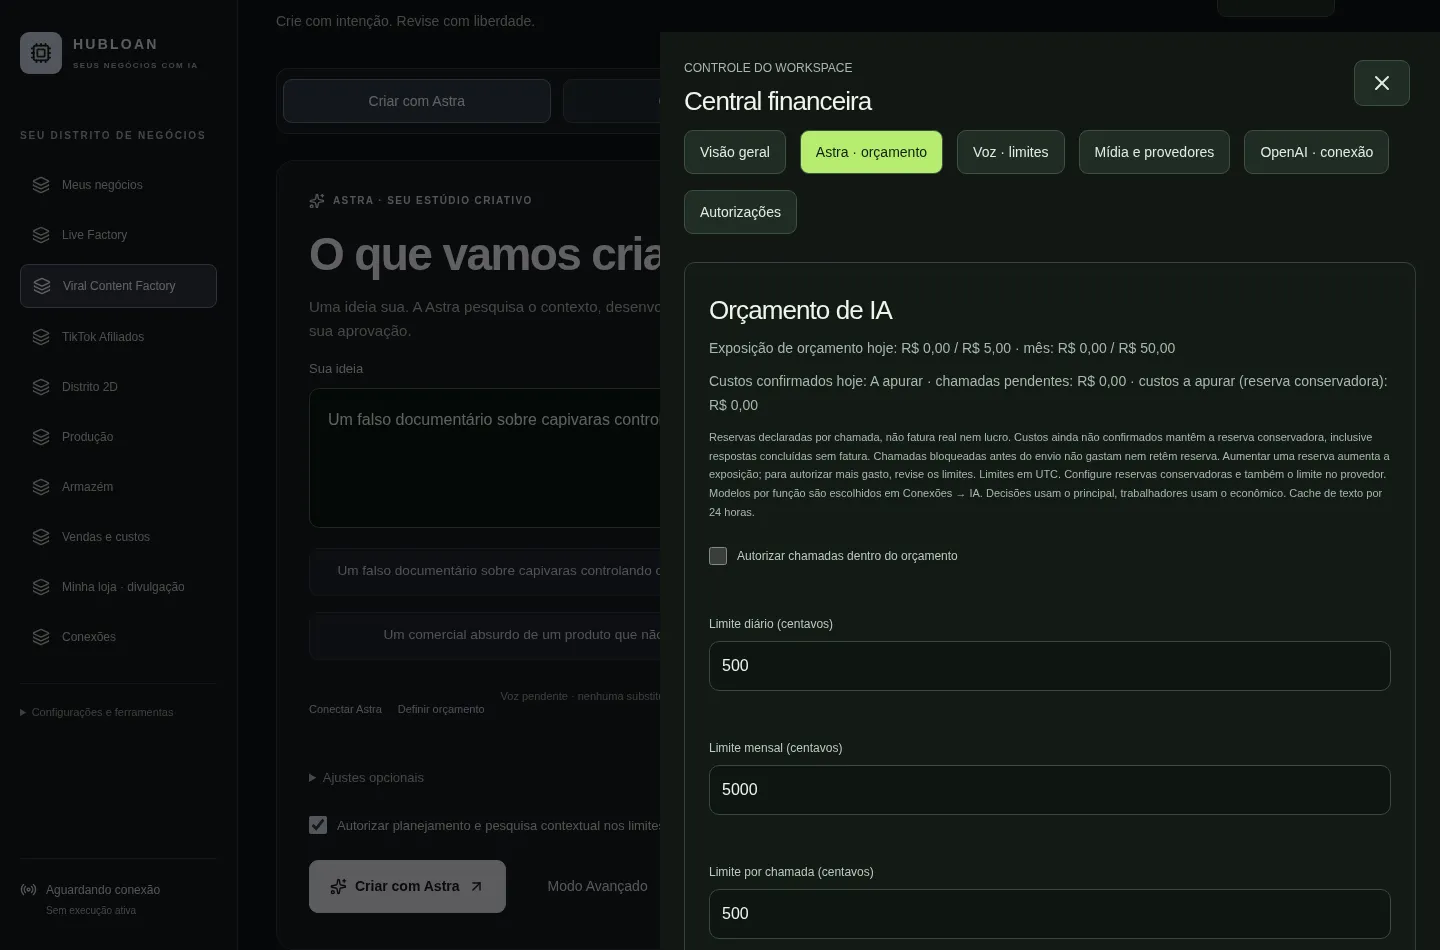 HUBLOAN
SEUS NEGÓCIOS COM IA
SEU DISTRITO DE NEGÓCIOS
Meus negócios
Live Factory
Viral Content Factory
TikTok Afiliados
Distrito 2D
Produção
Armazém
Vendas e custos
Minha loja · divulgação
Conexões
Configurações e ferramentas
Aguardando conexão
Sem execução ativa
Crie com intenção. Revise com liberdade.
Criar com Astra
ASTRA · SEU ESTÚDIO CRIATIVO
O que vamos cria
Uma ideia sua. A Astra pesquisa o contexto, desenvo
sua aprovação.
Sua ideia
Um falso documentário sobre capivaras contro
Um falso documentário sobre capivaras controlando
Um comercial absurdo de um produto que não
Voz pendente · nenhuma substit
Conectar Astra Definir orçamento
Ajustes opcionais
Autorizar planejamento e pesquisa contextual nos limites
Criar com Astra
Modo Avançado
CONTROLE DO WORKSPACE
Central financeira
Visão geral
Astra · orçamento
Voz · limites
Mídia e provedores
OpenAI · conexão
Autorizações
Orçamento de IA
Exposição de orçamento hoje: R$ 0,00 / R$ 5,00 · mês: R$ 0,00 / R$ 50,00
Custos confirmados hoje: A apurar · chamadas pendentes: R$ 0,00 · custos a apurar (reserva conservadora):
R$ 0,00
Reservas declaradas por chamada, não fatura real nem lucro. Custos ainda não confirmados mantêm a reserva conservadora, inclusive
respostas concluídas sem fatura. Chamadas bloqueadas antes do envio não gastam nem retêm reserva. Aumentar uma reserva aumenta a
exposição; para autorizar mais gasto, revise os limites. Limites em UTC. Configure reservas conservadoras e também o limite no provedor.
Modelos por função são escolhidos em Conexões → IA. Decisões usam o principal, trabalhadores usam o econômico. Cache de texto por
24 horas.
Autorizar chamadas dentro do orçamento
Limite diário (centavos)
500
Limite mensal (centavos)
5000
Limite por chamada (centavos)
500